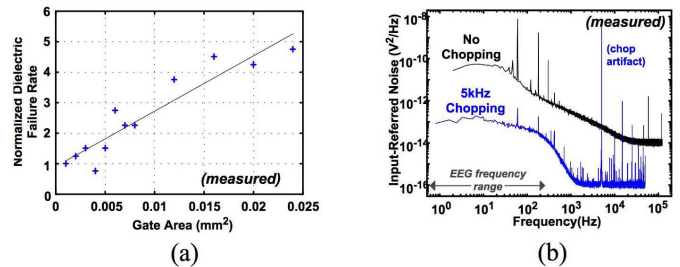 (a)
6
5
4
3
2
1
0
Normalized Dielectric
Failure Rate
(measured)
0 0.005 0.01 0.015 0.02 0.025
Gate Area (mm²)
(a)
(b)
(measured)
10⁻⁸
10⁻¹⁰
10⁻¹²
10⁻¹⁴
10⁻¹⁶
Input-Referred Noise (V²/Hz)
No
Chopping
(chop
artifact)
5kHz
Chopping
EEG frequency
range
10⁰ 10¹ 10² 10³ 10⁴ 10⁵
Frequency(Hz)
(b)